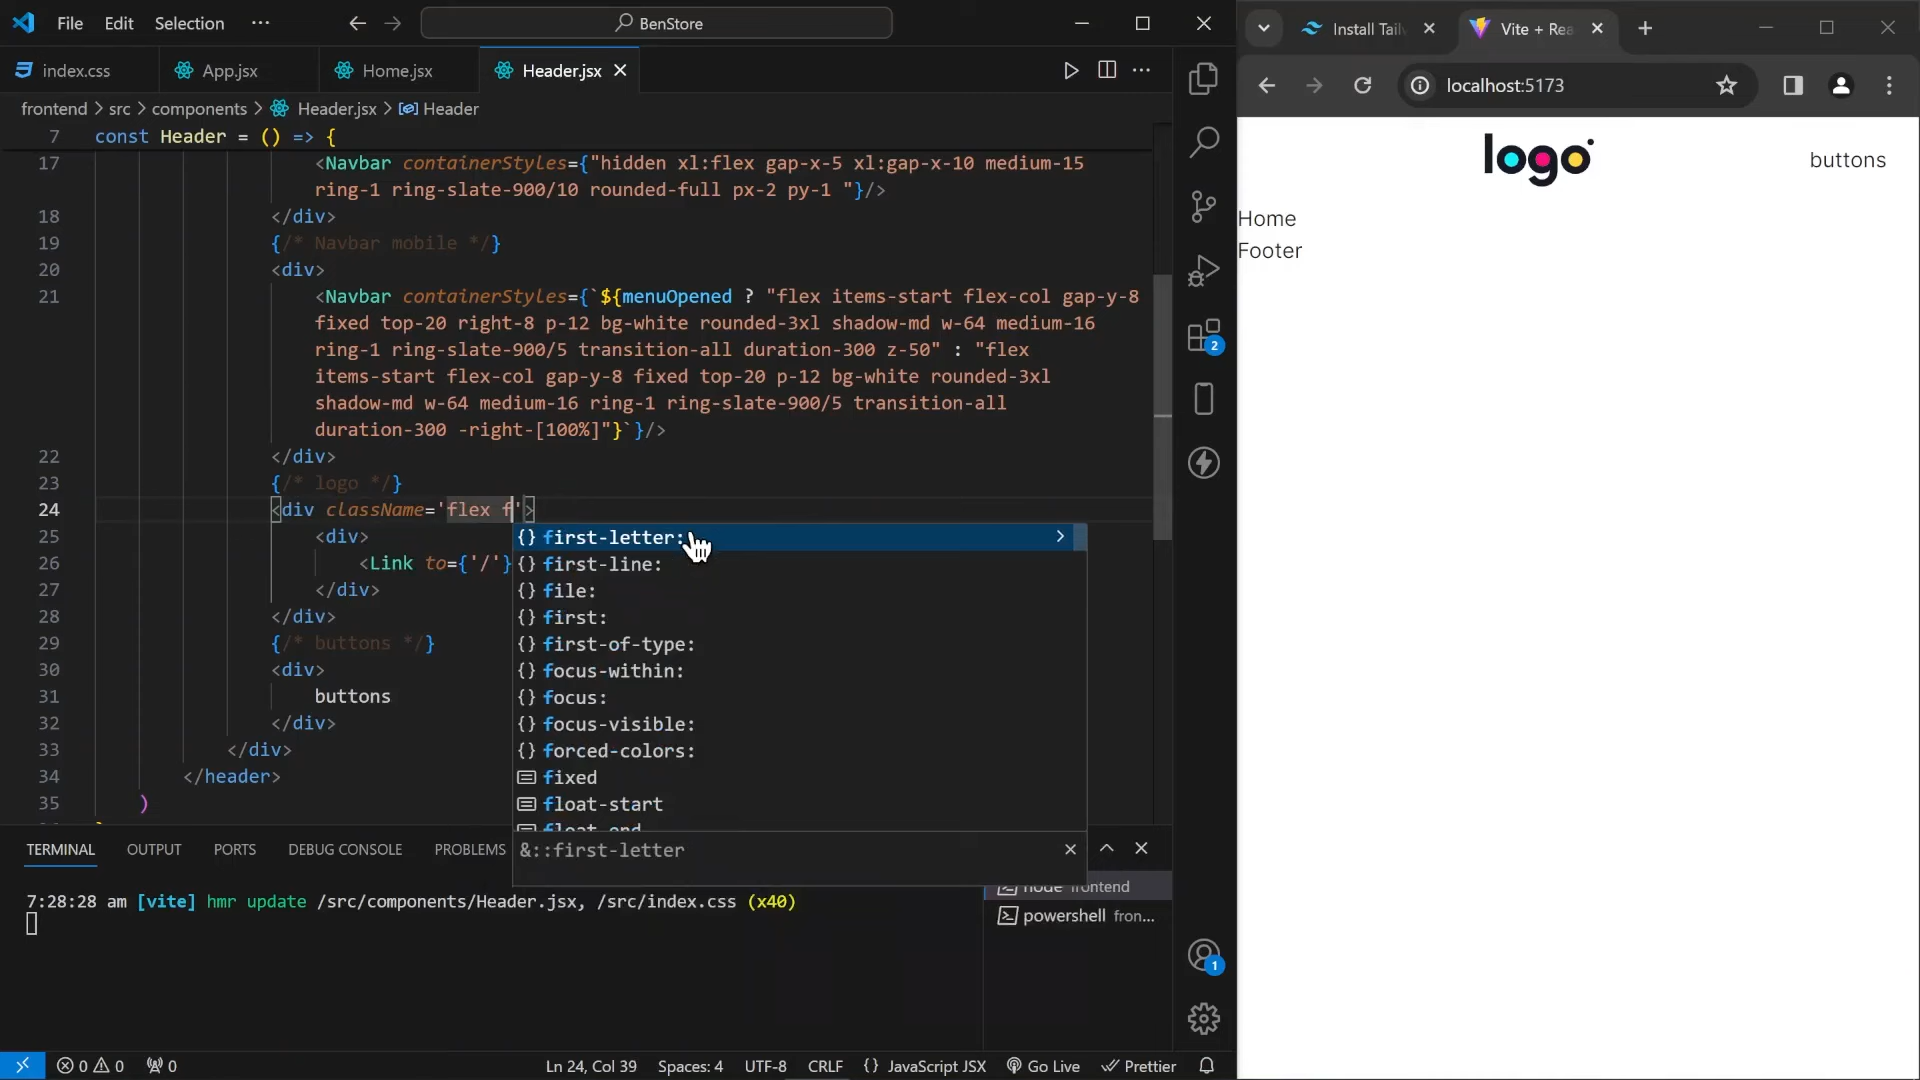 File Edit Selection ··· BenStore
index.css App.jsx Home.jsx Header.jsx
frontend > src > components > Header.jsx > Header
7 const Header = () => {
17 <Navbar containerStyles={"hidden xl:flex gap-x-5 xl:gap-x-10 medium-15
ring-1 ring-slate-900/10 rounded-full px-2 py-1 "}/>
18 </div>
19 {/* Navbar mobile */}
20 <div>
21 <Navbar containerStyles={`${menuOpened ? "flex items-start flex-col gap-y-8
fixed top-20 right-8 p-12 bg-white rounded-3xl shadow-md w-64 medium-16
ring-1 ring-slate-900/5 transition-all duration-300 z-50" : "flex
items-start flex-col gap-y-8 fixed top-20 p-12 bg-white rounded-3xl
shadow-md w-64 medium-16 ring-1 ring-slate-900/5 transition-all
duration-300 -right-[100%]"}`}/>
22 </div>
23 {/* logo */}
24 <div className='flex f'>
25 <div>
26 <Link to={'/'}
27 </div>
28 </div>
29 {/* buttons */}
30 <div>
31 buttons
32 </div>
33 </div>
34 </header>
35 )
{} first-letter:
{} first-line:
{} file:
{} first:
{} first-of-type:
{} focus-within:
{} focus:
{} focus-visible:
{} forced-colors:
fixed
float-start
float-end
&::first-letter
TERMINAL OUTPUT PORTS DEBUG CONSOLE PROBLEMS
7:28:28 am [vite] hmr update /src/components/Header.jsx, /src/index.css (x40)
node frontend
powershell fron...
2
1
0 0 0 Ln 24, Col 39 Spaces: 4 UTF-8 CRLF {} JavaScript JSX Go Live Prettier
Install Tail Vite + Rea
localhost:5173
logo buttons
Home
Footer